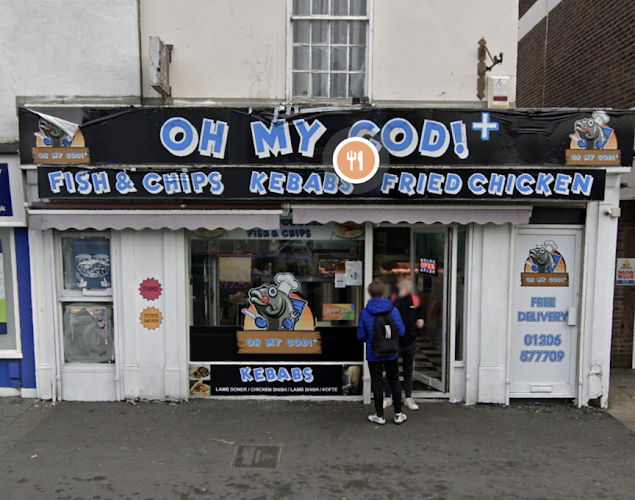 OH MY COD!+
OH MY COD!+
OH MY COD!+
FISH & CHIPS KEBABS FRIED CHICKEN
FISH & CHIPS
OPEN
OH MY COD!+
OH MY COD!+
FREE
DELIVERY
01206
577709
KEBABS
LAMB DONER / CHICKEN SHISH / LAMB SHISH / KOFTE